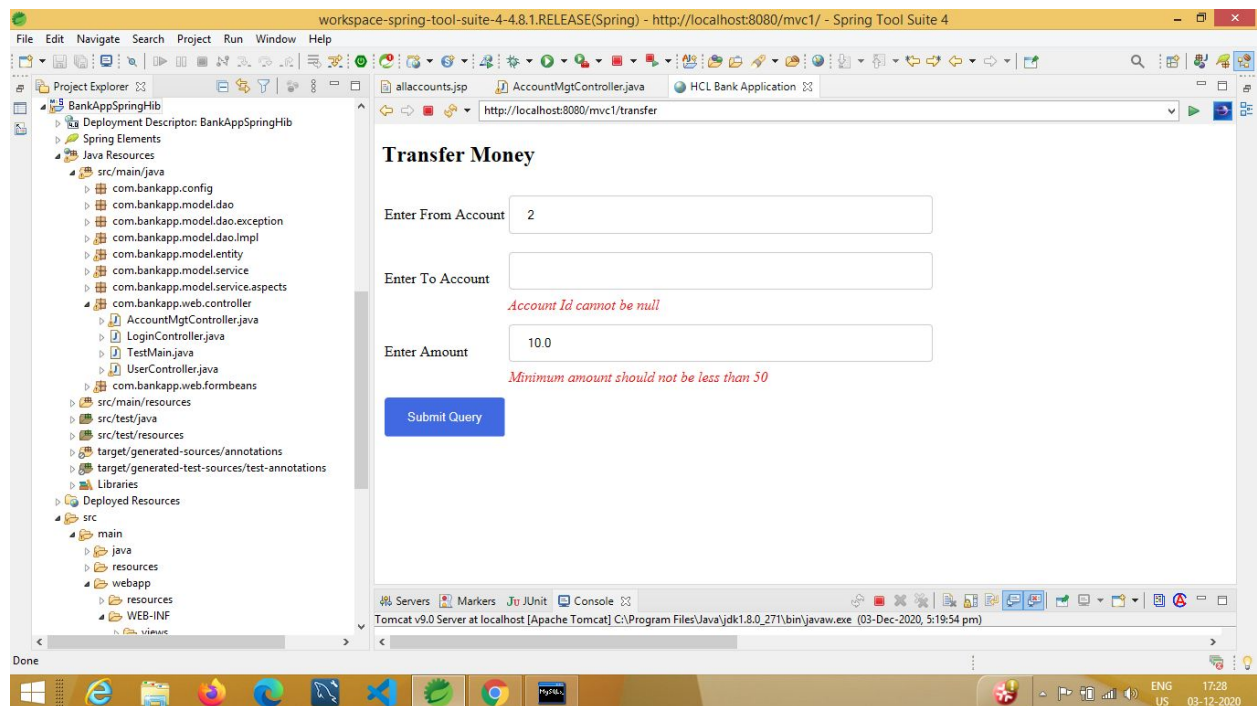 workspace-spring-tool-suite-4-4.8.1.RELEASE(Spring) - http://localhost:8080/mvc1/ - Spring Tool Suite 4
File Edit Navigate Search Project Run Window Help
Project Explorer
BankAppSpringHib
Deployment Descriptor: BankAppSpringHib
Spring Elements
Java Resources
src/main/java
com.bankapp.config
com.bankapp.model.dao
com.bankapp.model.dao.exception
com.bankapp.model.dao.Impl
com.bankapp.model.entity
com.bankapp.model.service
com.bankapp.model.service.aspects
com.bankapp.web.controller
AccountMgtController.java
LoginController.java
TestMain.java
UserController.java
com.bankapp.web.formbeans
src/main/resources
src/test/java
src/test/resources
target/generated-sources/annotations
target/generated-test-sources/test-annotations
Libraries
Deployed Resources
src
main
java
resources
webapp
resources
WEB-INF
views
allaccounts.jsp AccountMgtController.java HCL Bank Application
http://localhost:8080/mvc1/transfer
Transfer Money
Enter From Account 2
Enter To Account
Account Id cannot be null
Enter Amount 10.0
Minimum amount should not be less than 50
Submit Query
Servers Markers JUnit Console
Tomcat v9.0 Server at localhost [Apache Tomcat] C:\Program Files\Java\jdk1.8.0_271\bin\javaw.exe (03-Dec-2020, 5:19:54 pm)
Done
ENG 17:28
US 03-12-2020